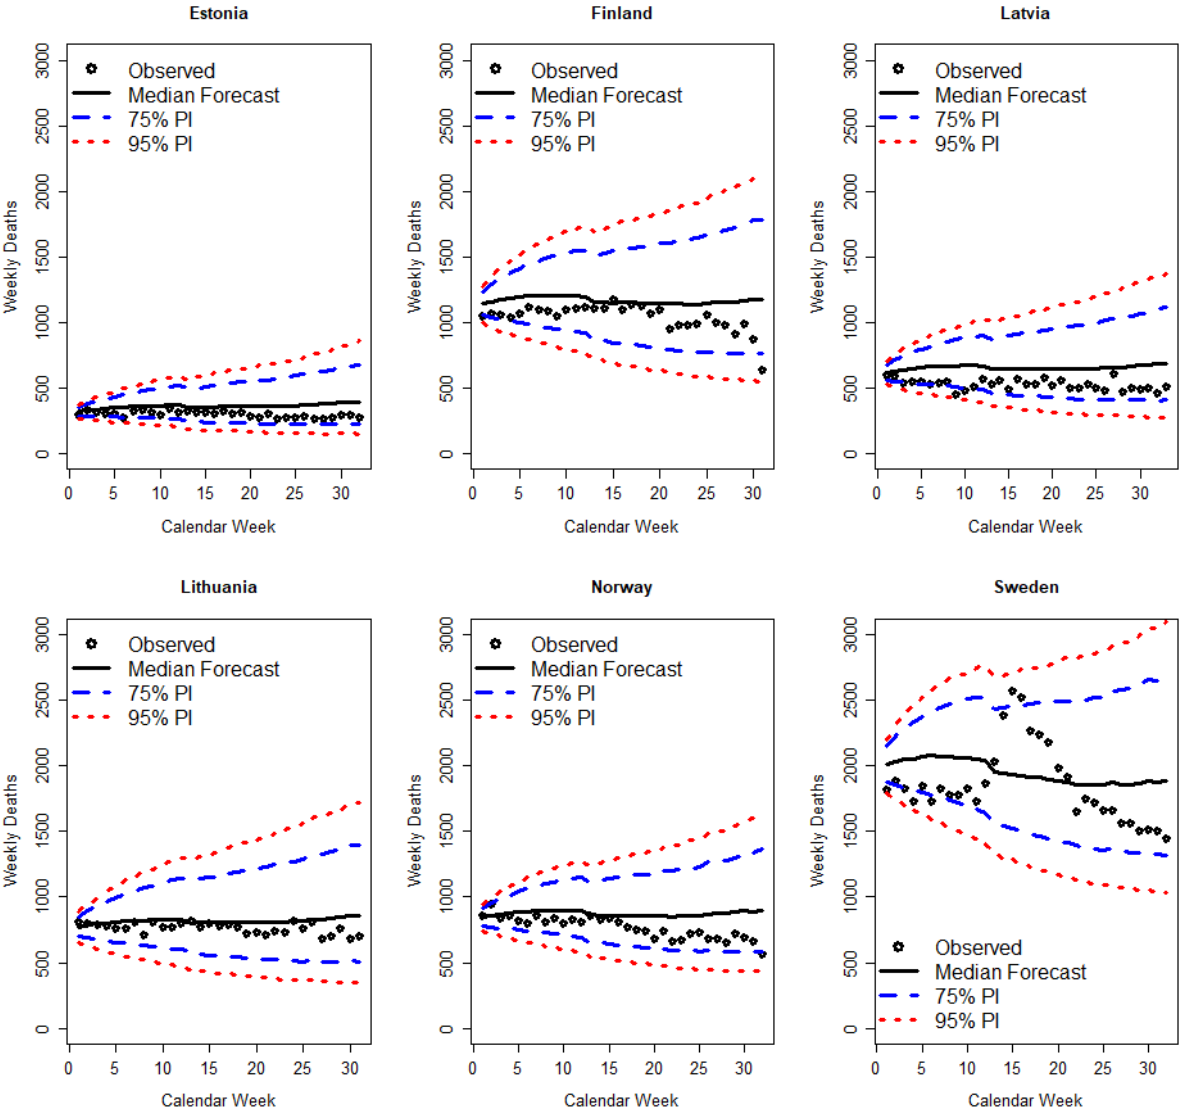 Estonia
Finland
Latvia
Weekly Deaths
0 500 1000 1500 2000 2500 3000
Observed
Median Forecast
75% PI
95% PI
0 5 10 15 20 25 30
Calendar Week
Weekly Deaths
0 500 1000 1500 2000 2500 3000
Observed
Median Forecast
75% PI
95% PI
0 5 10 15 20 25 30
Calendar Week
Weekly Deaths
0 500 1000 1500 2000 2500 3000
Observed
Median Forecast
75% PI
95% PI
0 5 10 15 20 25 30
Calendar Week
Lithuania
Norway
Sweden
Weekly Deaths
0 500 1000 1500 2000 2500 3000
Observed
Median Forecast
75% PI
95% PI
0 5 10 15 20 25 30
Calendar Week
Weekly Deaths
0 500 1000 1500 2000 2500 3000
Observed
Median Forecast
75% PI
95% PI
0 5 10 15 20 25 30
Calendar Week
Weekly Deaths
0 500 1000 1500 2000 2500 3000
Observed
Median Forecast
75% PI
95% PI
0 5 10 15 20 25 30
Calendar Week